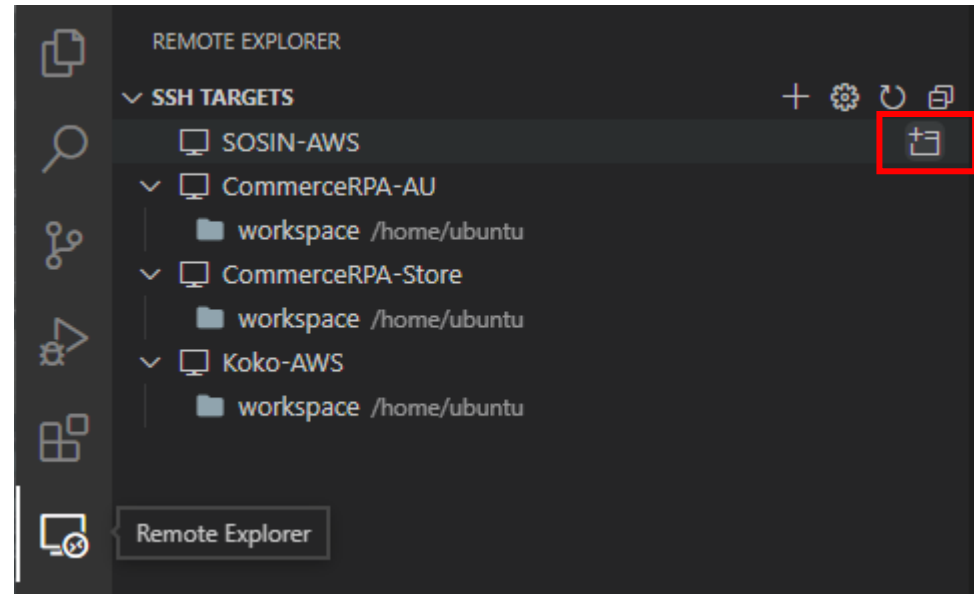 REMOTE EXPLORER
SSH TARGETS
SOSIN-AWS
CommerceRPA-AU
workspace /home/ubuntu
CommerceRPA-Store
workspace /home/ubuntu
Koko-AWS
workspace /home/ubuntu
Remote Explorer